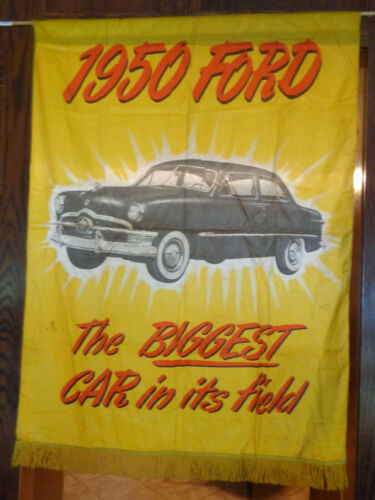 1950 FORD
The BIGGEST
CAR in its field